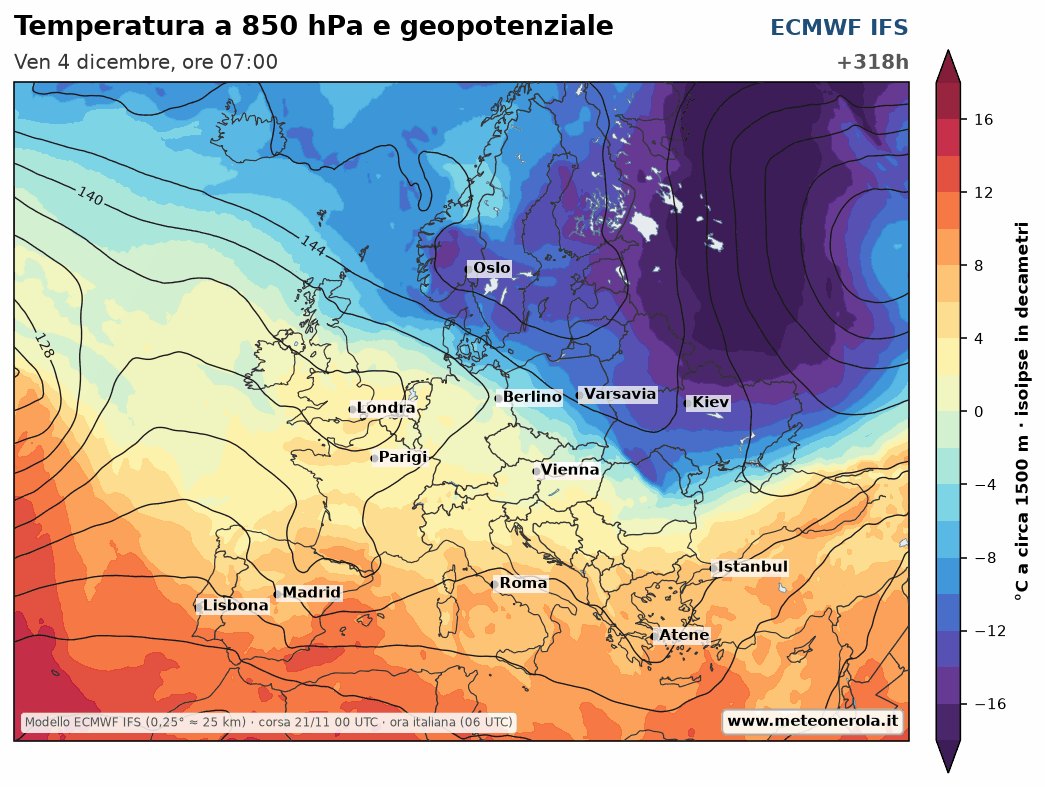 Temperatura a 850 hPa e geopotenziale
ECMWF IFS
Ven 4 dicembre, ore 07:00
+318h
140
144
128
Oslo
Berlino
Varsavia
Kiev
Londra
Parigi
Vienna
Istanbul
Roma
Madrid
Lisbona
Atene
16
12
8
4
0
−4
−8
−12
−16
°C a circa 1500 m · isoipse in decametri
Modello ECMWF IFS (0,25° ≈ 25 km) · corsa 21/11 00 UTC · ora italiana (06 UTC)
www.meteonerola.it